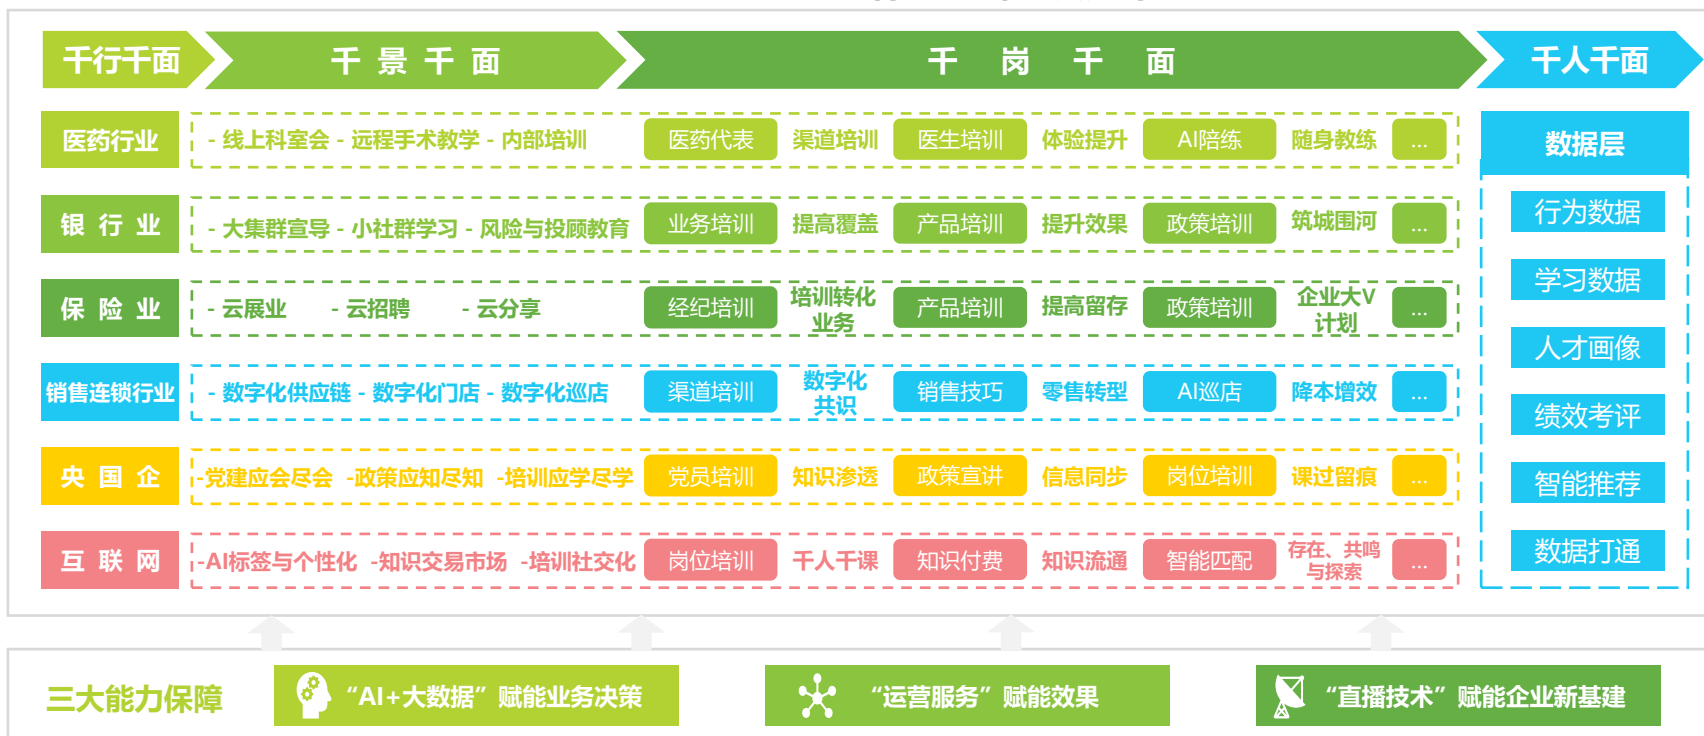 千行千面
千景千面
千岗千面
千人千面
医药行业
- 线上科室会 - 远程手术教学 - 内部培训
医药代表
渠道培训
医生培训
体验提升
AI陪练
随身教练
...
银行业
- 大集群宣导 - 小社群学习 - 风险与投顾教育
业务培训
提高覆盖
产品培训
提升效果
政策培训
筑城围河
...
保险业
- 云展业 - 云招聘 - 云分享
经纪培训
培训转化
业务
产品培训
提高留存
政策培训
企业大V
计划
...
销售连锁行业
- 数字化供应链 - 数字化门店 - 数字化巡店
渠道培训
数字化
共识
销售技巧
零售转型
AI巡店
降本增效
...
央国企
-党建应会尽会 -政策应知尽知 -培训应学尽学
党员培训
知识渗透
政策宣讲
信息同步
岗位培训
课过留痕
...
互联网
-AI标签与个性化 -知识交易市场 -培训社交化
岗位培训
千人千课
知识付费
知识流通
智能匹配
存在、共鸣
与探索
...
数据层
行为数据
学习数据
人才画像
绩效考评
智能推荐
数据打通
三大能力保障
“AI+大数据”赋能业务决策
“运营服务”赋能效果
“直播技术”赋能企业新基建